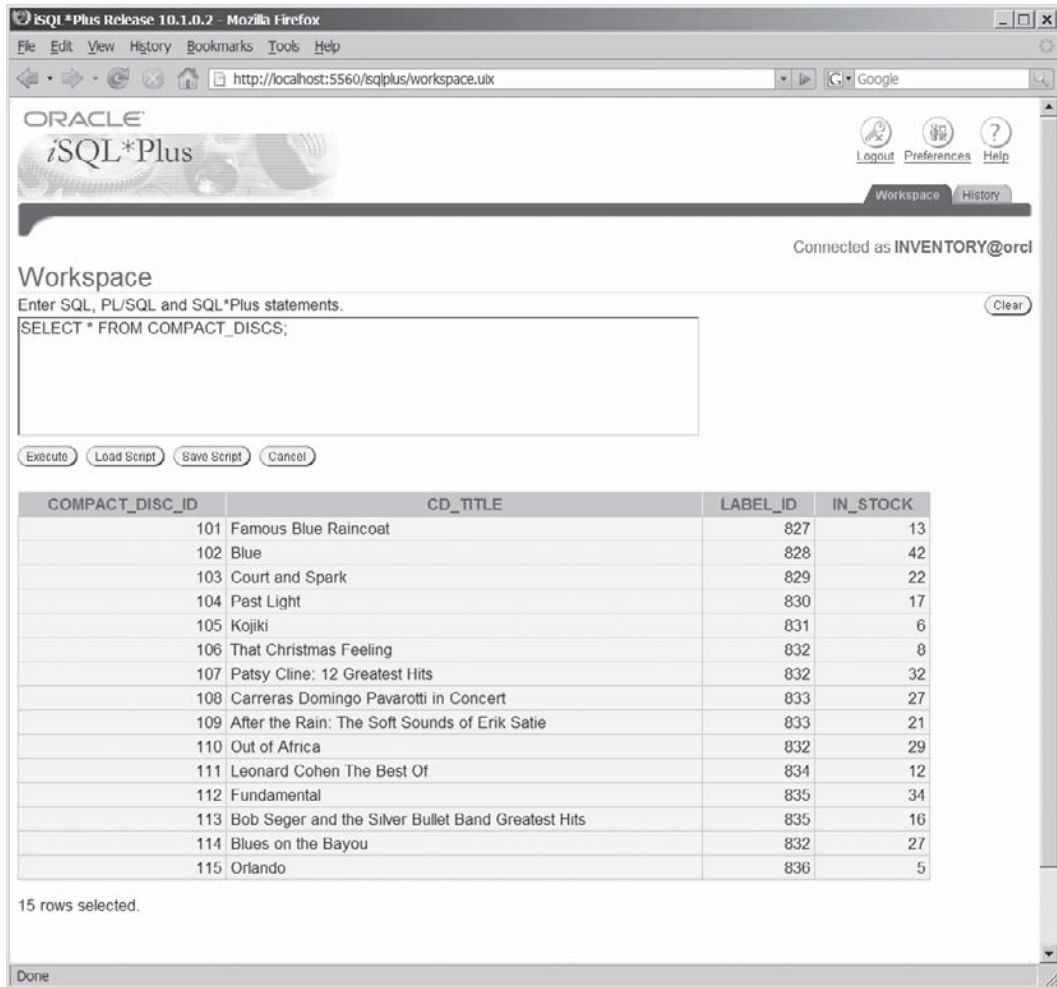 iSQL*Plus Release 10.1.0.2 - Mozilla Firefox
File Edit View History Bookmarks Tools Help
http://localhost:5560/isqlplus/workspace.uix
G Google
ORACLE
iSQL*Plus
Logout Preferences Help
Workspace History
Connected as INVENTORY@orcl
Workspace
Enter SQL, PL/SQL and SQL*Plus statements.
Clear
SELECT * FROM COMPACT_DISCS;
Execute Load Script Save Script Cancel
COMPACT_DISC_ID CD_TITLE LABEL_ID IN_STOCK
101 Famous Blue Raincoat 827 13
102 Blue 828 42
103 Court and Spark 829 22
104 Past Light 830 17
105 Kojiki 831 6
106 That Christmas Feeling 832 8
107 Patsy Cline: 12 Greatest Hits 832 32
108 Carreras Domingo Pavarotti in Concert 833 27
109 After the Rain: The Soft Sounds of Erik Satie 833 21
110 Out of Africa 832 29
111 Leonard Cohen The Best Of 834 12
112 Fundamental 835 34
113 Bob Seger and the Silver Bullet Band Greatest Hits 835 16
114 Blues on the Bayou 832 27
115 Orlando 836 5
15 rows selected.
Done